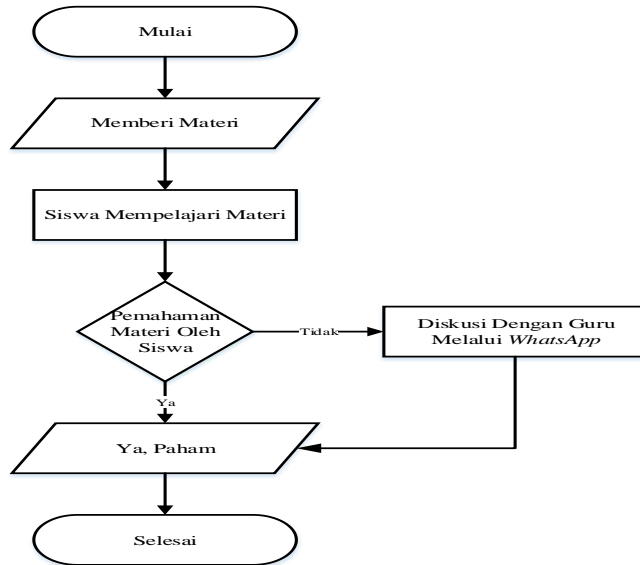 Mulai
Memberi Materi
Siswa Mempelajari Materi
Pemahaman
Materi Oleh
Siswa
Tidak
Diskusi Dengan Guru
Melalui WhatsApp
Ya
Ya, Paham
Selesai